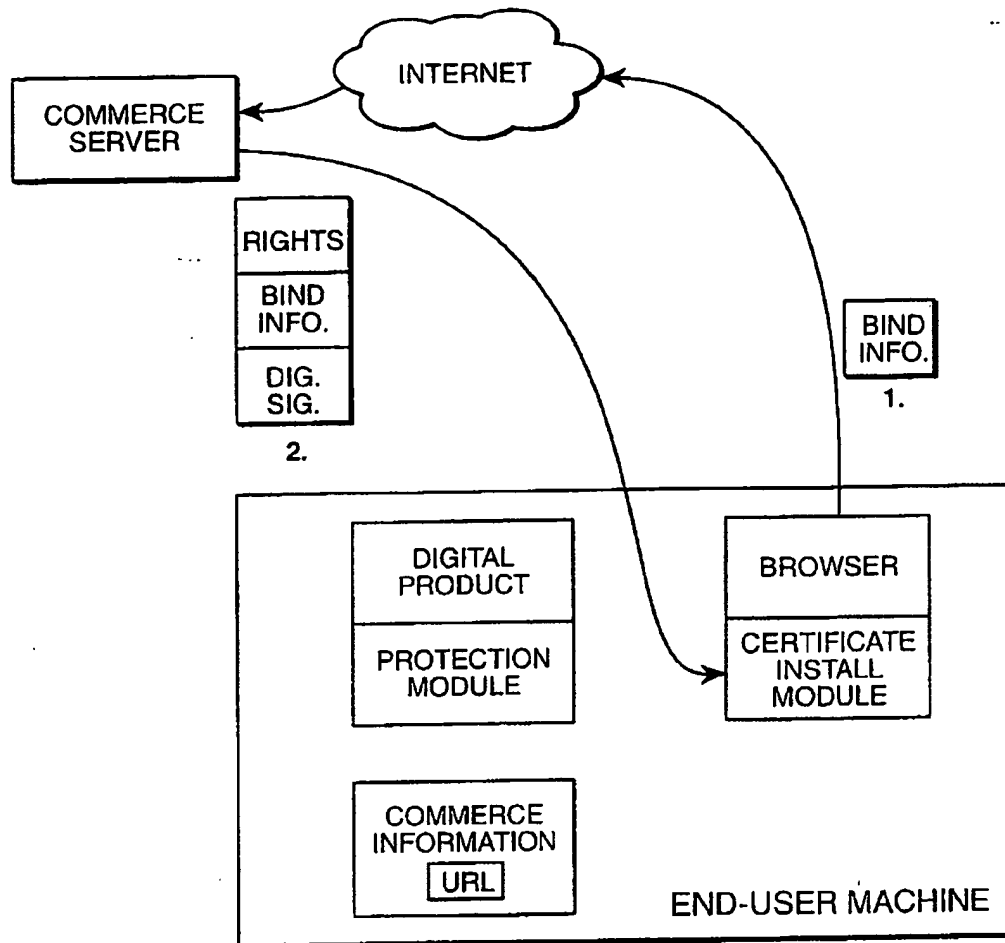 INTERNET
COMMERCE
SERVER
RIGHTS
BIND
INFO.
DIG.
SIG.
2.
BIND
INFO.
1.
DIGITAL
PRODUCT
PROTECTION
MODULE
BROWSER
CERTIFICATE
INSTALL
MODULE
COMMERCE
INFORMATION
URL
END-USER MACHINE